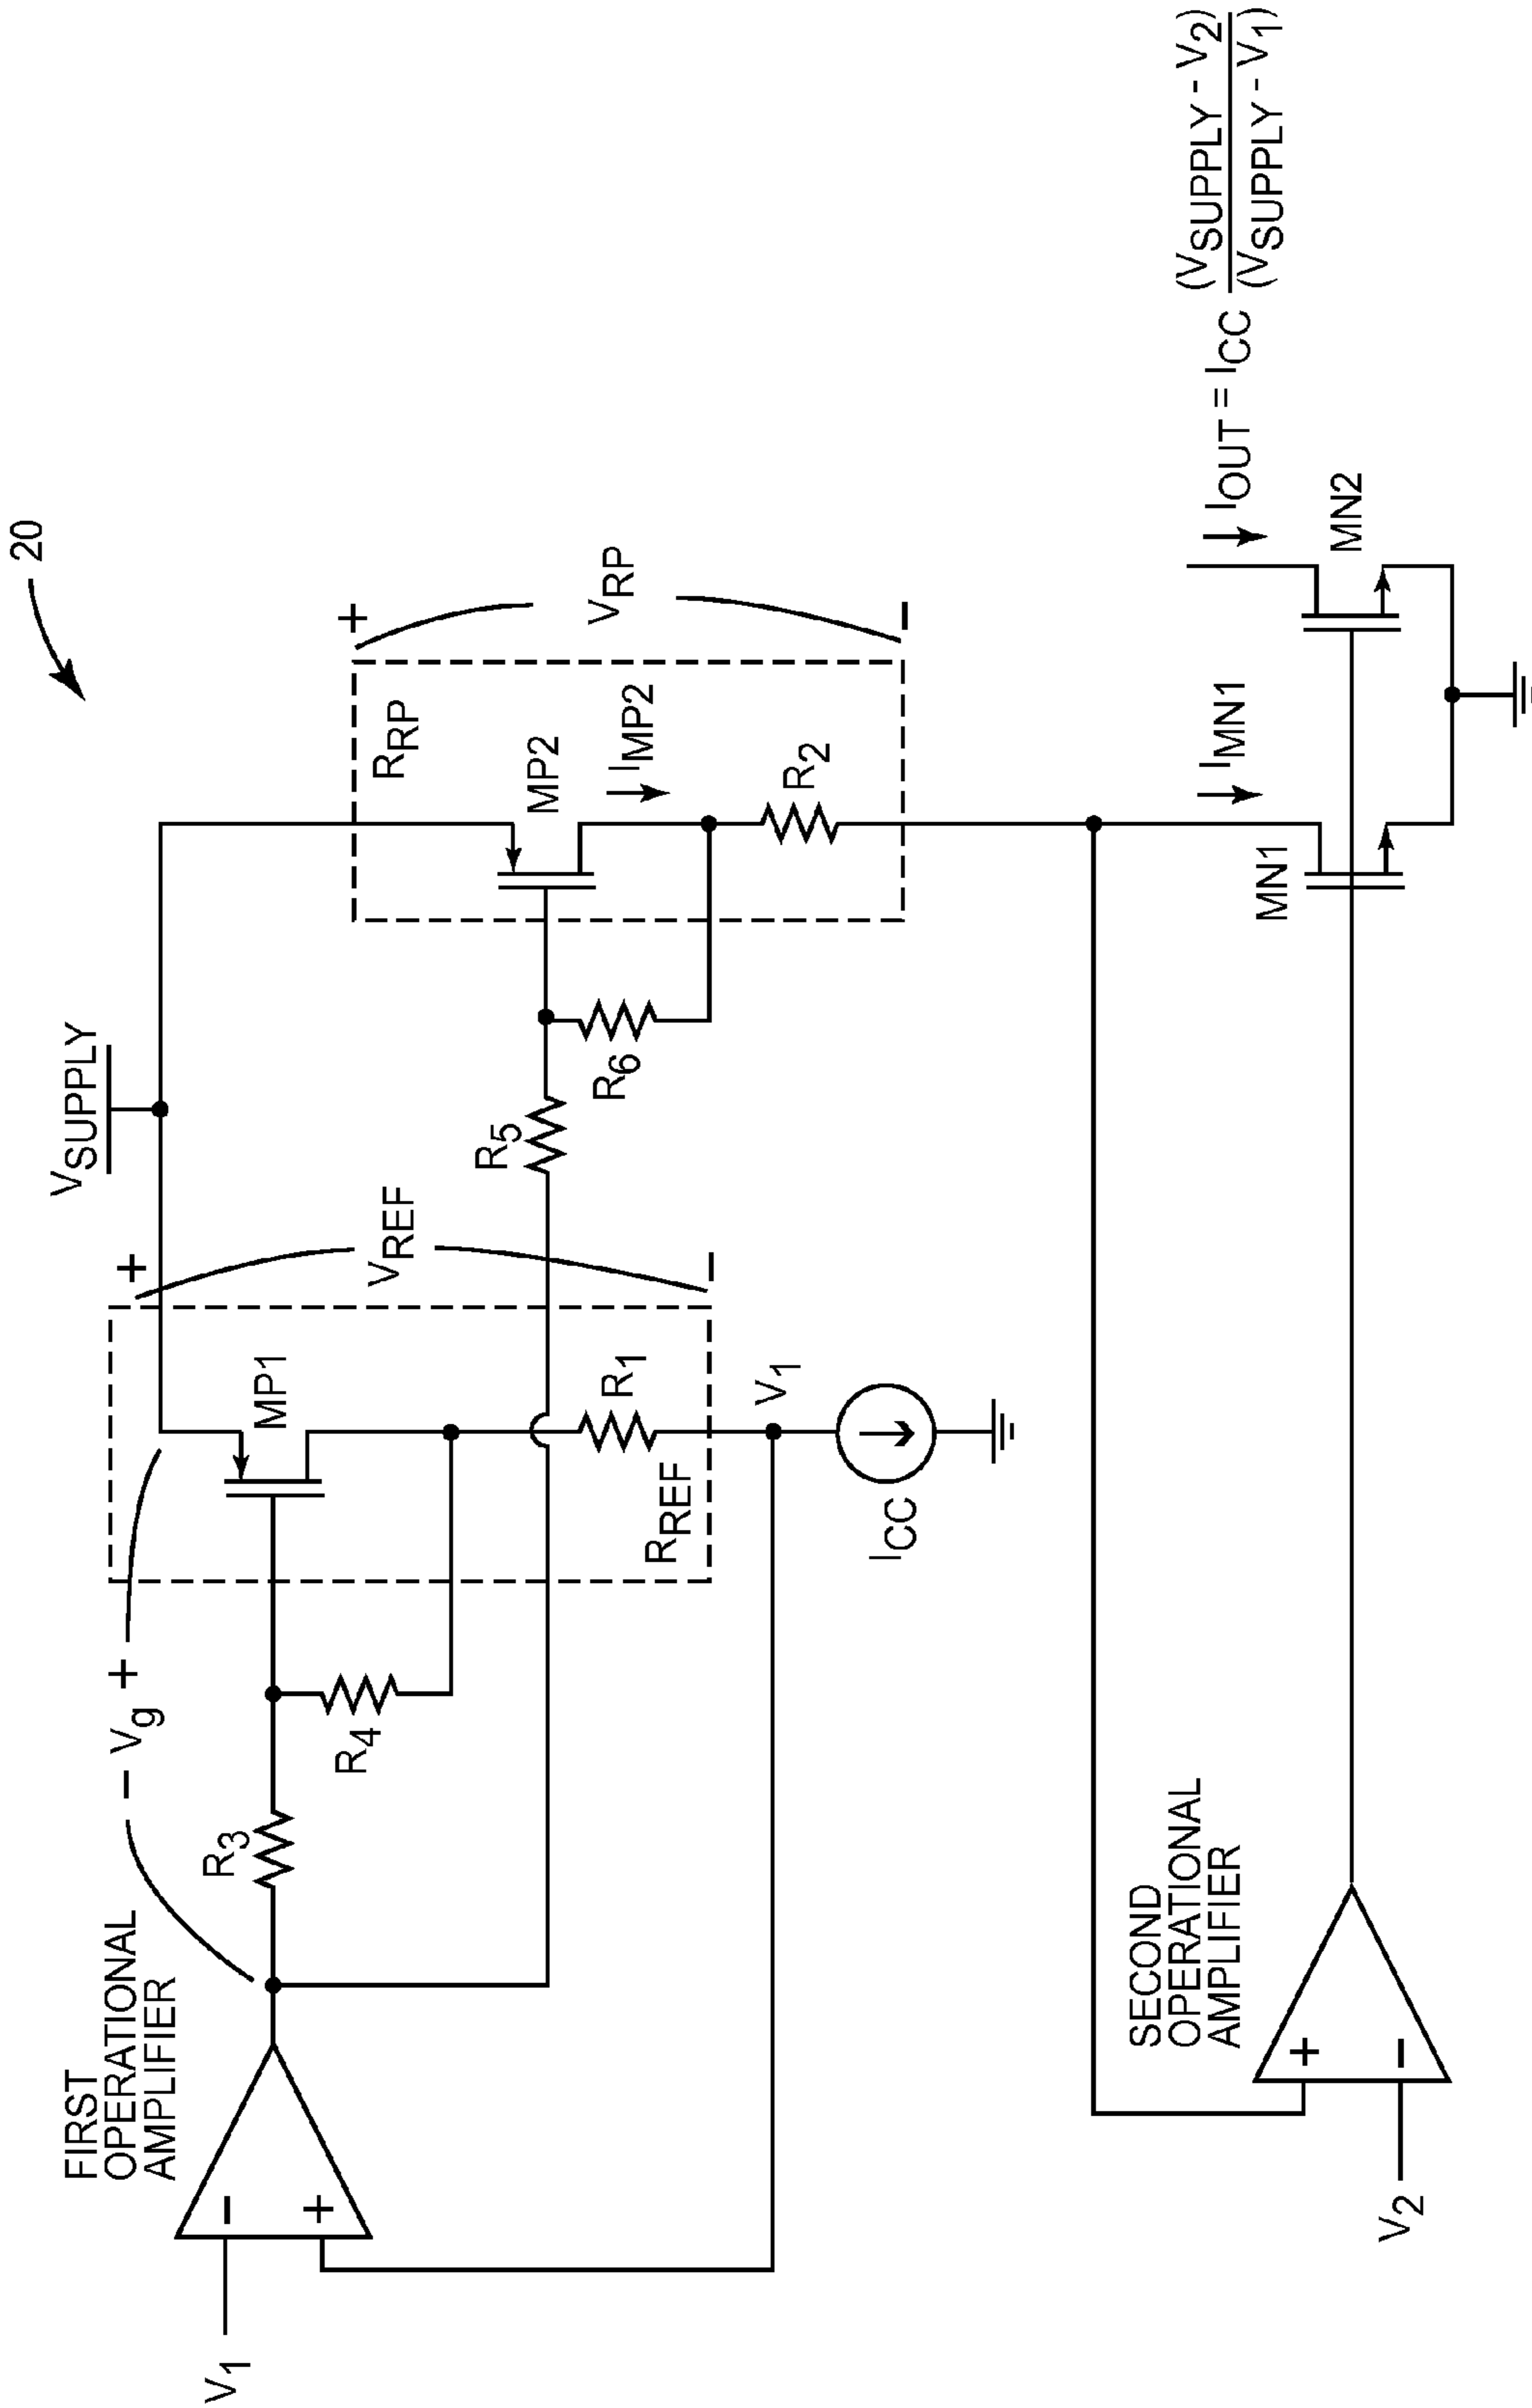 20
VSUPPLY
FIRST
OPERATIONAL
AMPLIFIER
− Vg +
+
VREF
−
+
VRP
−
V1
−
+
R3
R4
MP1
R1
RREF
V1
ICC
R5
R6
RRP
MP2
IMP2
R2
SECOND
OPERATIONAL
AMPLIFIER
+
−
V2
MN1
IMN1
MN2
IOUT = ICC (VSUPPLY - V2)
(VSUPPLY - V1)